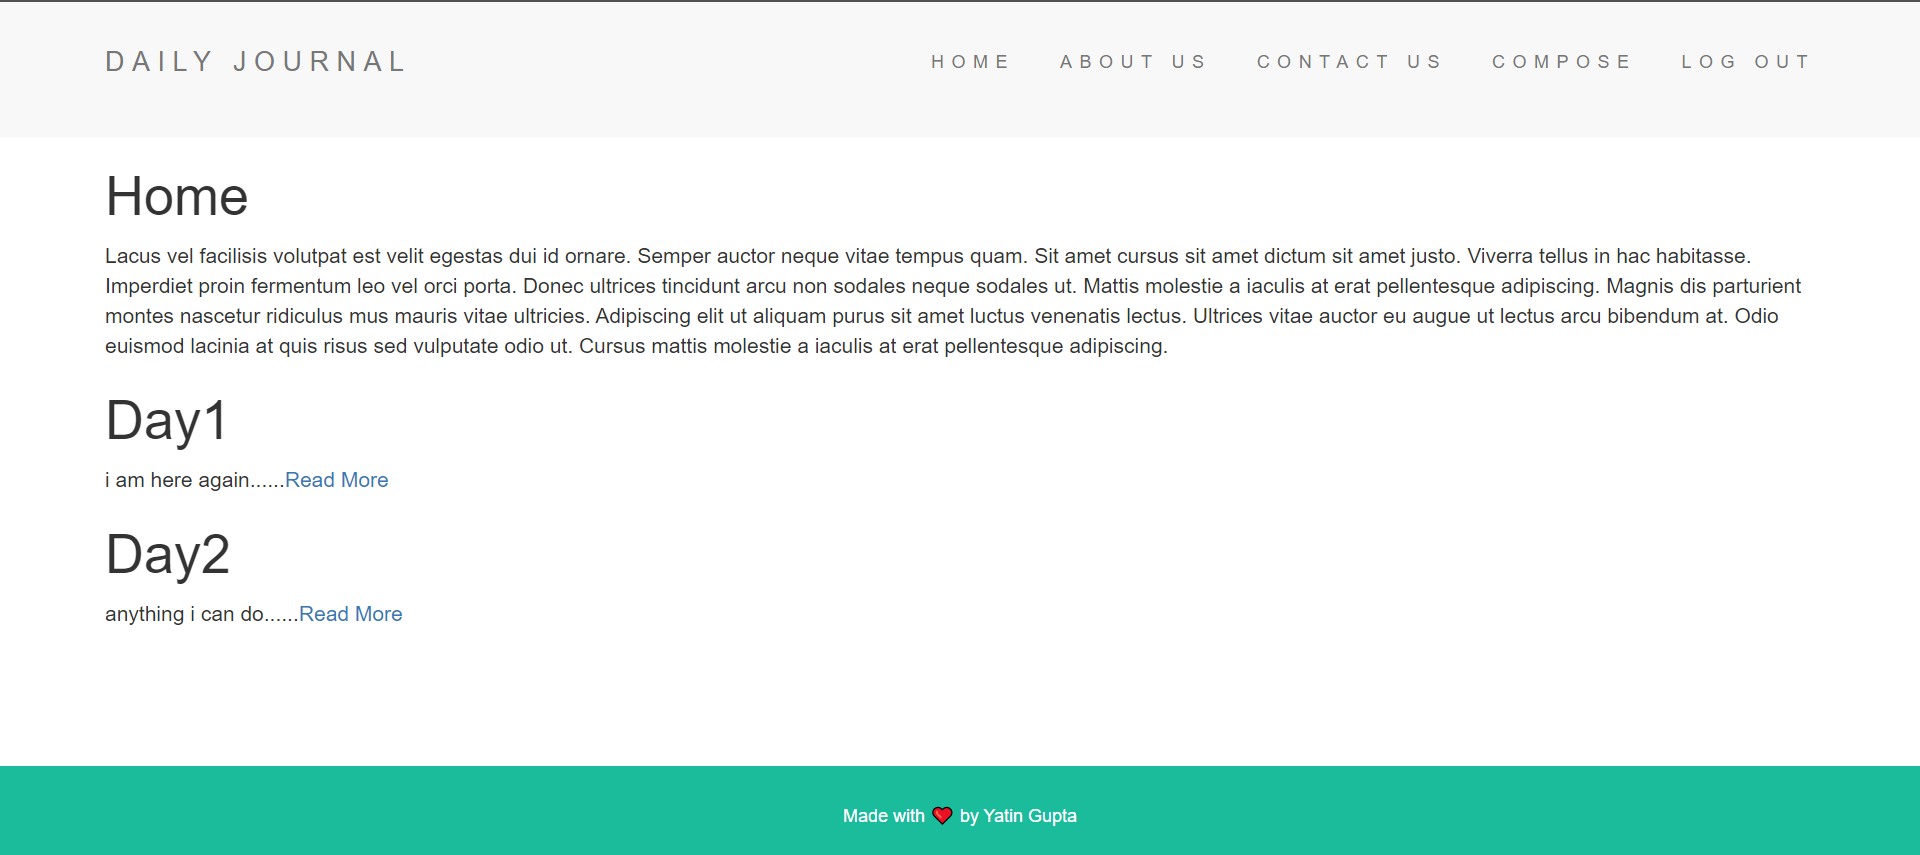 DAILY JOURNAL
HOME ABOUT US CONTACT US COMPOSE LOG OUT
Home
Lacus vel facilisis volutpat est velit egestas dui id ornare. Semper auctor neque vitae tempus quam. Sit amet cursus sit amet dictum sit amet justo. Viverra tellus in hac habitasse.
Imperdiet proin fermentum leo vel orci porta. Donec ultrices tincidunt arcu non sodales neque sodales ut. Mattis molestie a iaculis at erat pellentesque adipiscing. Magnis dis parturient
montes nascetur ridiculus mus mauris vitae ultricies. Adipiscing elit ut aliquam purus sit amet luctus venenatis lectus. Ultrices vitae auctor eu augue ut lectus arcu bibendum at. Odio
euismod lacinia at quis risus sed vulputate odio ut. Cursus mattis molestie a iaculis at erat pellentesque adipiscing.
Day1
i am here again......Read More
Day2
anything i can do......Read More
Made with ❤️ by Yatin Gupta